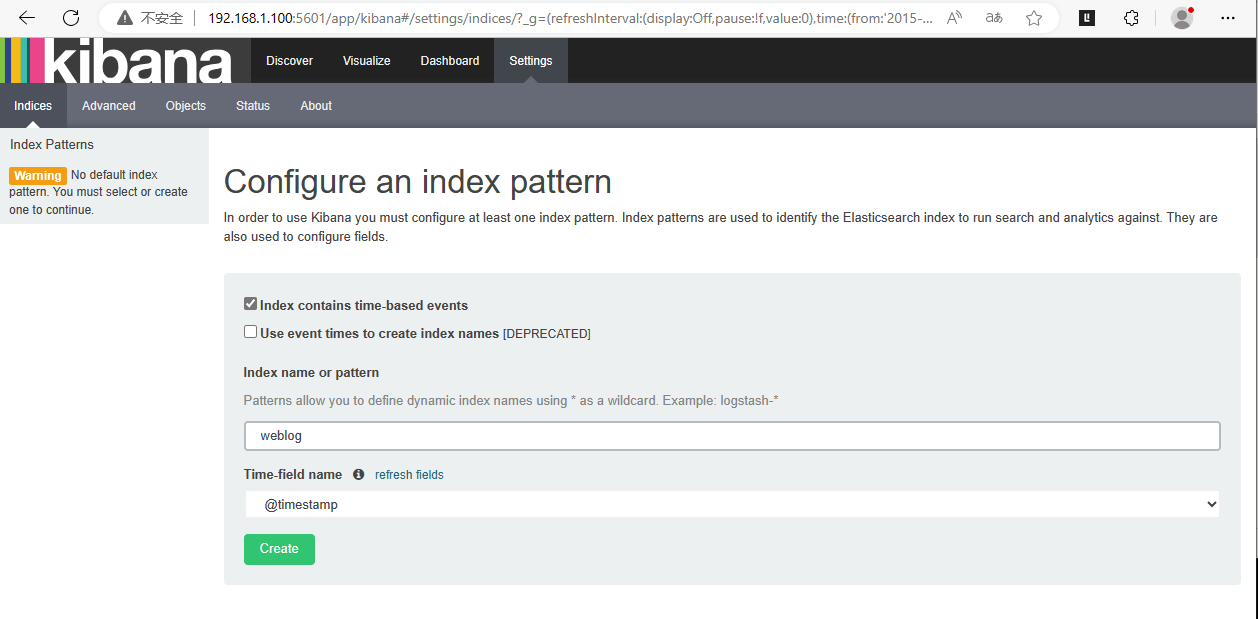 不安全 192.168.1.100:5601/app/kibana#/settings/indices/?_g=(refreshInterval:(display:Off,pause:!f,value:0),time:(from:'2015-...
kibana Discover Visualize Dashboard Settings
Indices Advanced Objects Status About
Index Patterns
Warning No default index
pattern. You must select or create
one to continue.
Configure an index pattern
In order to use Kibana you must configure at least one index pattern. Index patterns are used to identify the Elasticsearch index to run search and analytics against. They are
also used to configure fields.
Index contains time-based events
Use event times to create index names [DEPRECATED]
Index name or pattern
Patterns allow you to define dynamic index names using * as a wildcard. Example: logstash-*
weblog
Time-field name refresh fields
@timestamp
Create